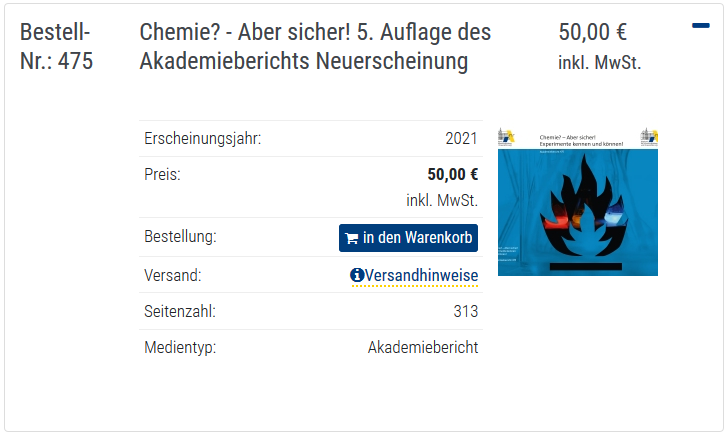 Bestell-
Nr.: 475
Chemie? - Aber sicher! 5. Auflage des
Akademieberichts Neuerscheinung
50,00 €
inkl. MwSt.
Erscheinungsjahr: 2021
Preis: 50,00 €
inkl. MwSt.
Bestellung: in den Warenkorb
Versand: Versandhinweise
Seitenzahl: 313
Medientyp: Akademiebericht
Chemie? – Aber sicher!
Experimente kennen und können!